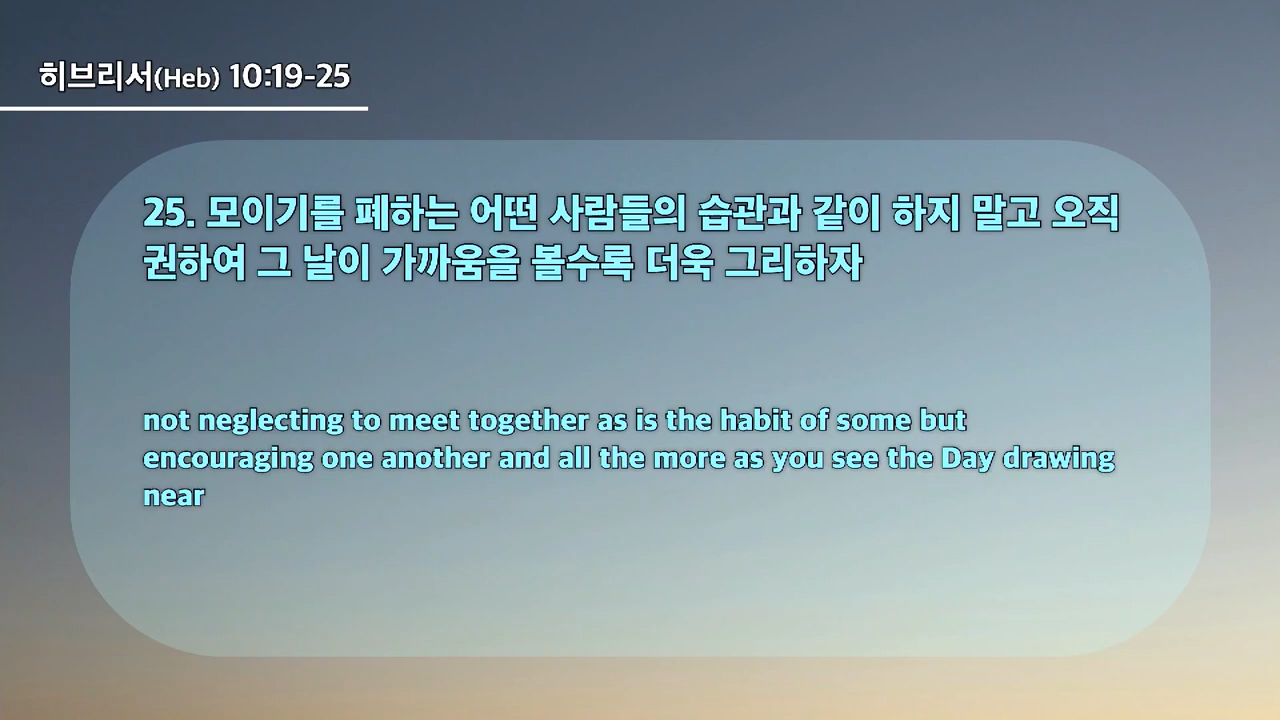 히브리서(Heb) 10:19-25
25. 모이기를 폐하는 어떤 사람들의 습관과 같이 하지 말고 오직
권하여 그 날이 가까움을 볼수록 더욱 그리하자
not neglecting to meet together as is the habit of some but
encouraging one another and all the more as you see the Day drawing
near